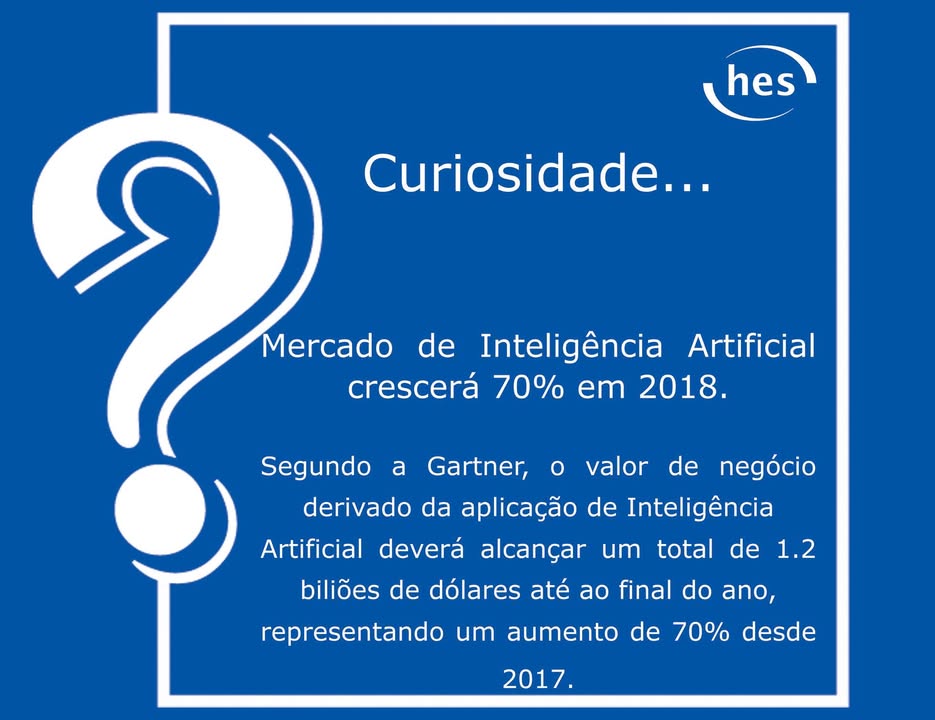 hes
Curiosidade...
Mercado de Inteligência Artificial
crescerá 70% em 2018.
Segundo a Gartner, o valor de negócio
derivado da aplicação de Inteligência
Artificial deverá alcançar um total de 1.2
biliões de dólares até ao final do ano,
representando um aumento de 70% desde
2017.